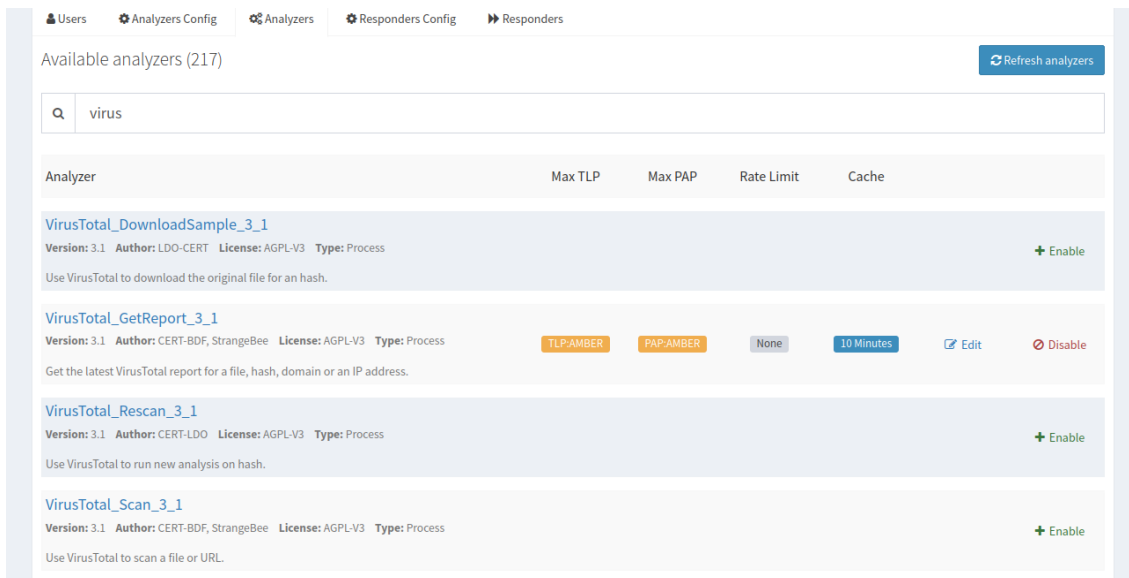 Users Analyzers Config Analyzers Responders Config Responders
Available analyzers (217) Refresh analyzers
virus
Analyzer Max TLP Max PAP Rate Limit Cache
VirusTotal_DownloadSample_3_1
Version: 3.1 Author: LDO-CERT License: AGPL-V3 Type: Process
Enable
Use VirusTotal to download the original file for an hash.
VirusTotal_GetReport_3_1
Version: 3.1 Author: CERT-BDF, StrangeBee License: AGPL-V3 Type: Process
TLP:AMBER PAP:AMBER None 10 Minutes Edit Disable
Get the latest VirusTotal report for a file, hash, domain or an IP address.
VirusTotal_Rescan_3_1
Version: 3.1 Author: CERT-LDO License: AGPL-V3 Type: Process
Enable
Use VirusTotal to run new analysis on hash.
VirusTotal_Scan_3_1
Version: 3.1 Author: CERT-BDF, StrangeBee License: AGPL-V3 Type: Process
Enable
Use VirusTotal to scan a file or URL.